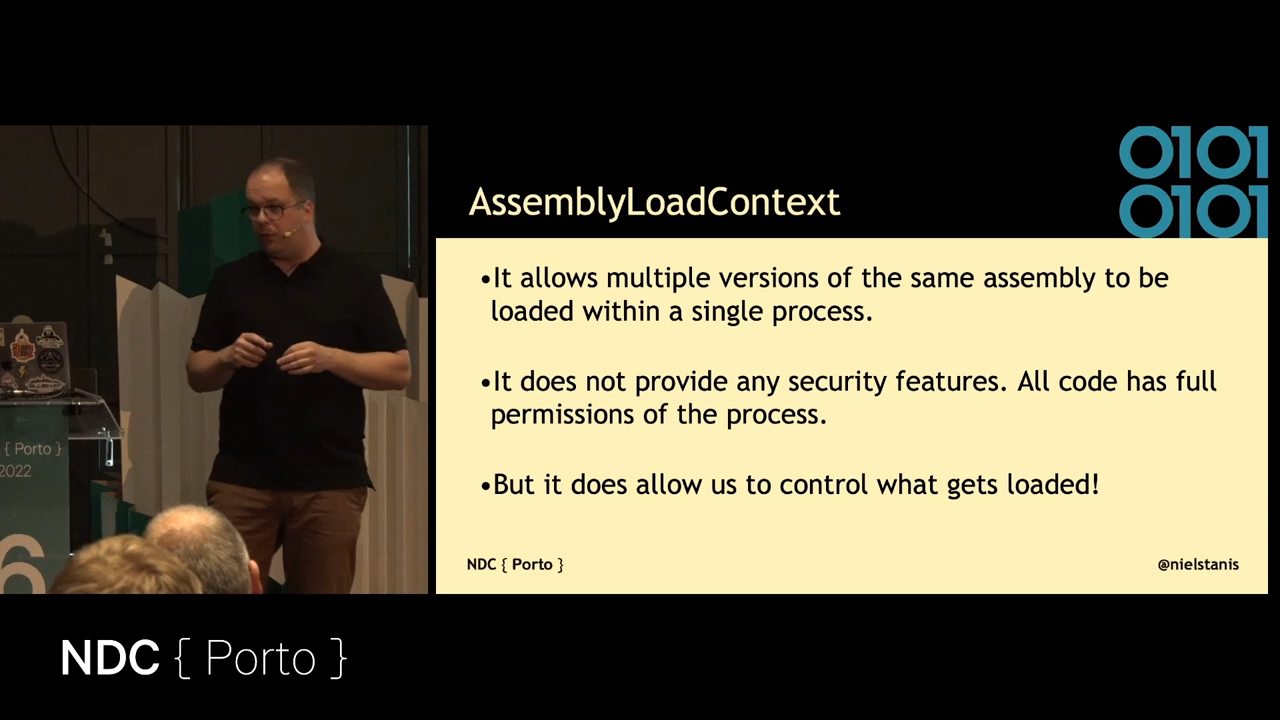 AssemblyLoadContext
0101
0101
•It allows multiple versions of the same assembly to be
loaded within a single process.
•It does not provide any security features. All code has full
permissions of the process.
•But it does allow us to control what gets loaded!
NDC { Porto }
@nielstanis
{ Porto }
2022
6
NDC { Porto }